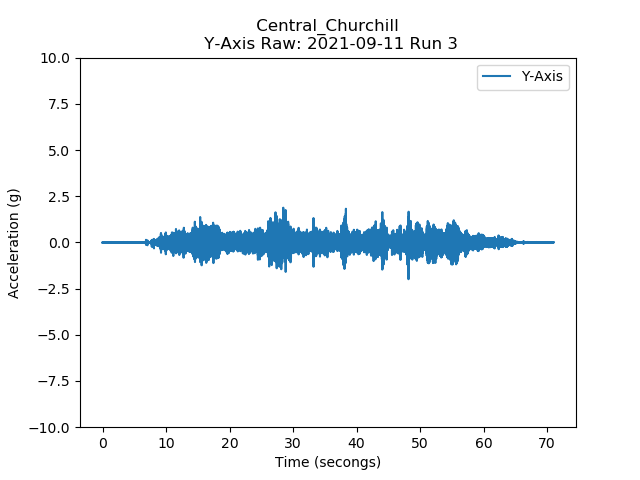 Central_Churchill
Y-Axis Raw: 2021-09-11 Run 3
Y-Axis
10.0
7.5
5.0
2.5
0.0
−2.5
−5.0
−7.5
−10.0
Acceleration (g)
0 10 20 30 40 50 60 70
Time (seconds)